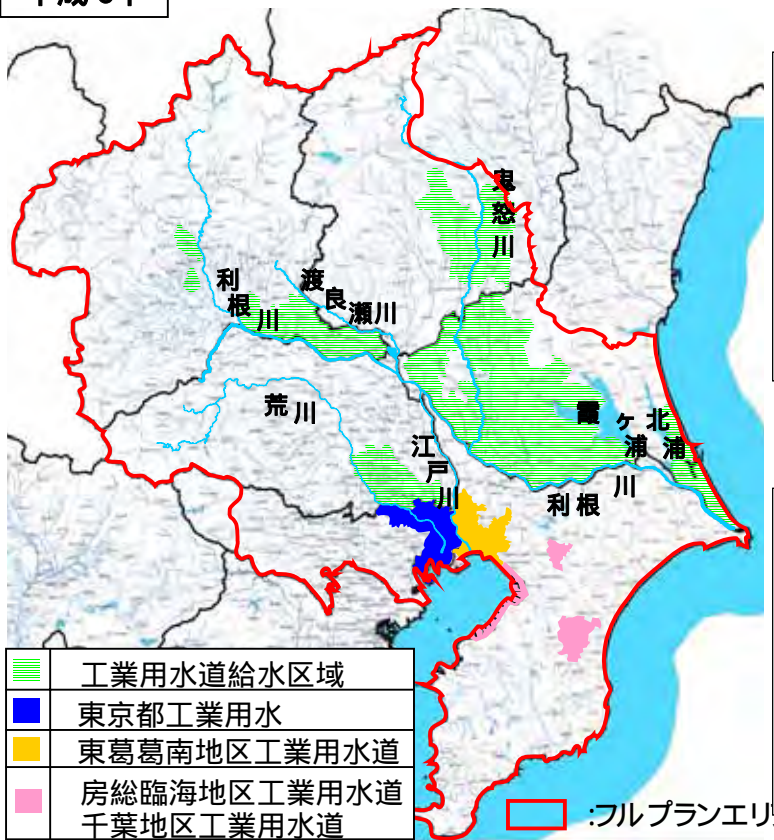 鬼怒川
渡良瀬川
利根川
荒川
江戸川
霞ヶ浦
北浦
利根川
工業用水道給水区域
東京都工業用水
東葛葛南地区工業用水道
房総臨海地区工業用水道
千葉地区工業用水道
:フルプランエリ